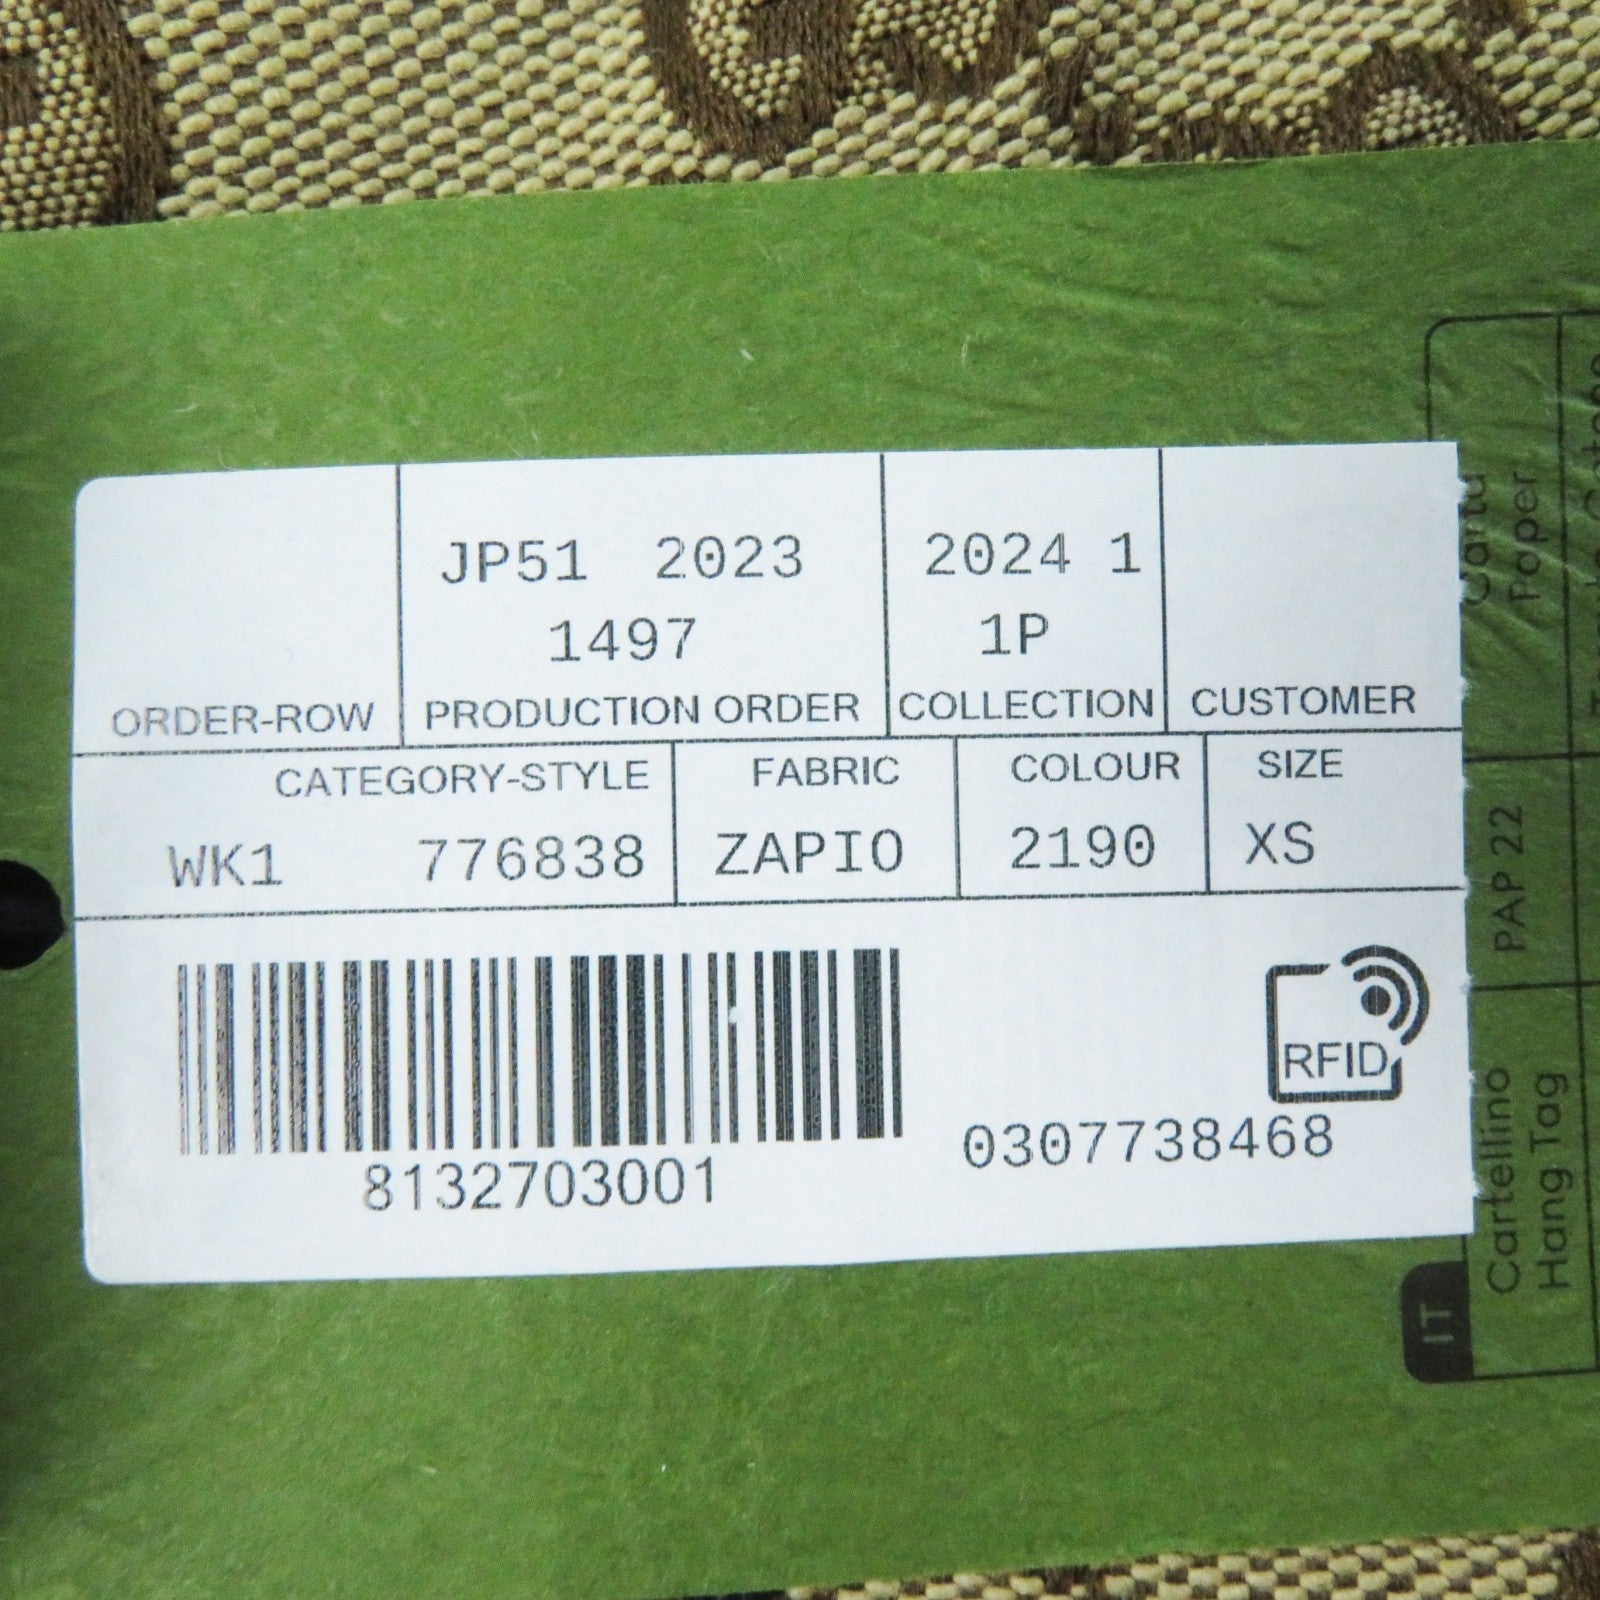 JP51 2023
1497
2024 1
1P
ORDER-ROW PRODUCTION ORDER COLLECTION CUSTOMER
CATEGORY-STYLE FABRIC COLOUR SIZE
WK1 776838 ZAPIO 2190 XS
RFID
8132703001
0307738468
Carta
Paper
PAP 22
Cartellino
Hang Tag
IT